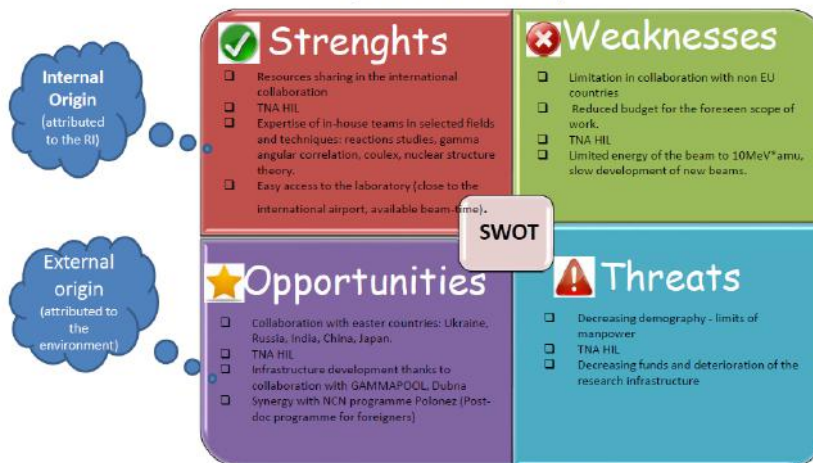 Strenghts
Internal
Origin
(attributed
to the RI)
❑ Resources sharing in the international
collaboration
❑ TNA HIL
❑ Expertise of in-house teams in selected fields
and techniques: reactions studies, gamma
angular correlation, coulex, nuclear structure
theory.
❑ Easy access to the laboratory (close to the
international airport, available beam-time).
Weaknesses
❑ Limitation in collaboration with non EU
countries
❑ Reduced budget for the foreseen scope of
work.
❑ TNA HIL
❑ Limited energy of the beam to 10MeV*amu,
slow development of new beams.
SWOT
External
origin
(attributed to
the
environment)
Opportunities
❑ Collaboration with easter countries: Ukraine,
Russia, India, China, Japan.
❑ TNA HIL
❑ Infrastructure development thanks to
collaboration with GAMMAPOOL, Dubna
❑ Synergy with NCN programme Polonez (Post-
doc programme for foreigners)
Threats
❑ Decreasing demography - limits of
manpower
❑ TNA HIL
❑ Decreasing funds and deterioration of the
research infrastructure